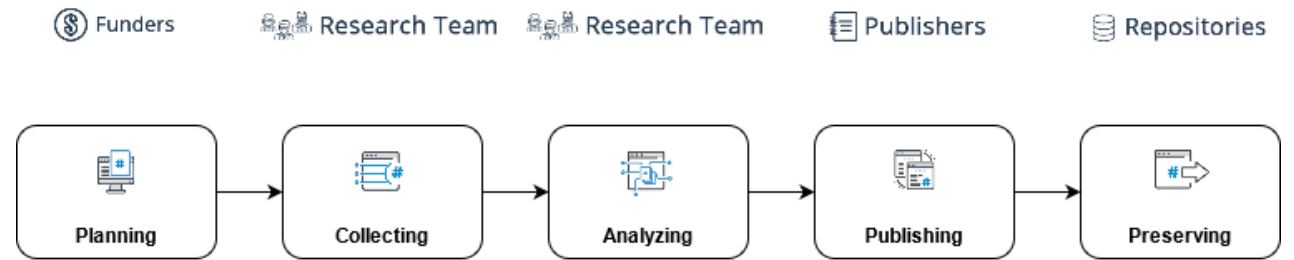 Funders Research Team Research Team Publishers Repositories
Planning Collecting Analyzing Publishing Preserving